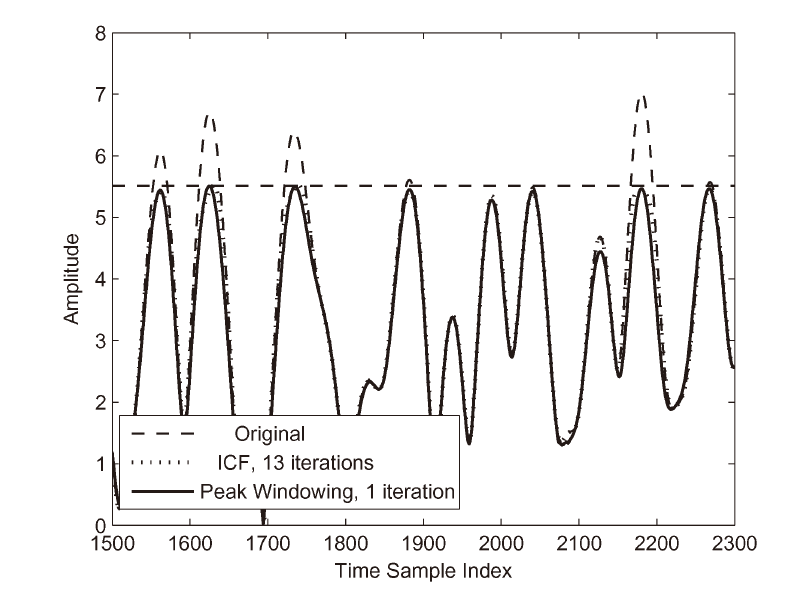 8
7
6
5
4
3
2
1
0
Amplitude
Original
ICF, 13 iterations
Peak Windowing, 1 iteration
1500 1600 1700 1800 1900 2000 2100 2200 2300
Time Sample Index